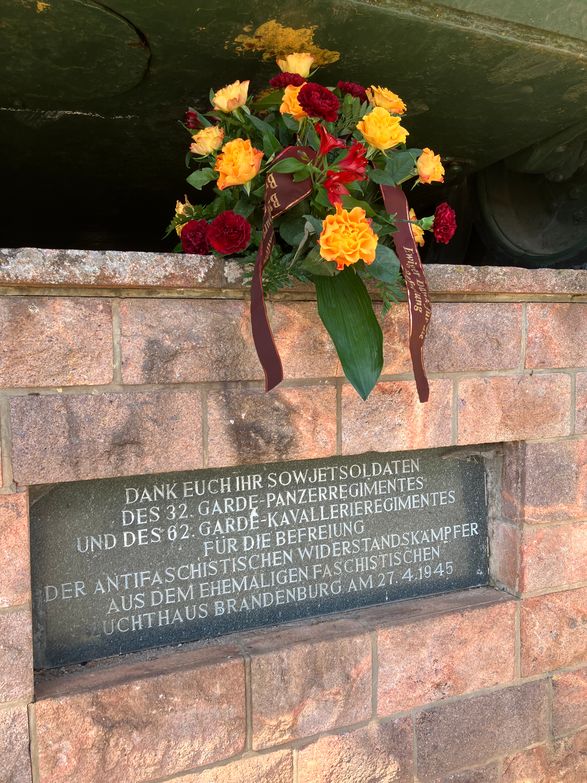 DANK EUCH IHR SOWJETSOLDATEN
DES 32. GARDE-PANZERREGIMENTES
UND DES 62. GARDE-KAVALLERIEREGIMENTES
FÜR DIE BEFREIUNG
DER ANTIFASCHISTISCHEN WIDERSTANDSKÄMPFER
AUS DEM EHEMALIGEN FASCHISTISCHEN
ZUCHTHAUS BRANDENBURG AM 27.4.1945